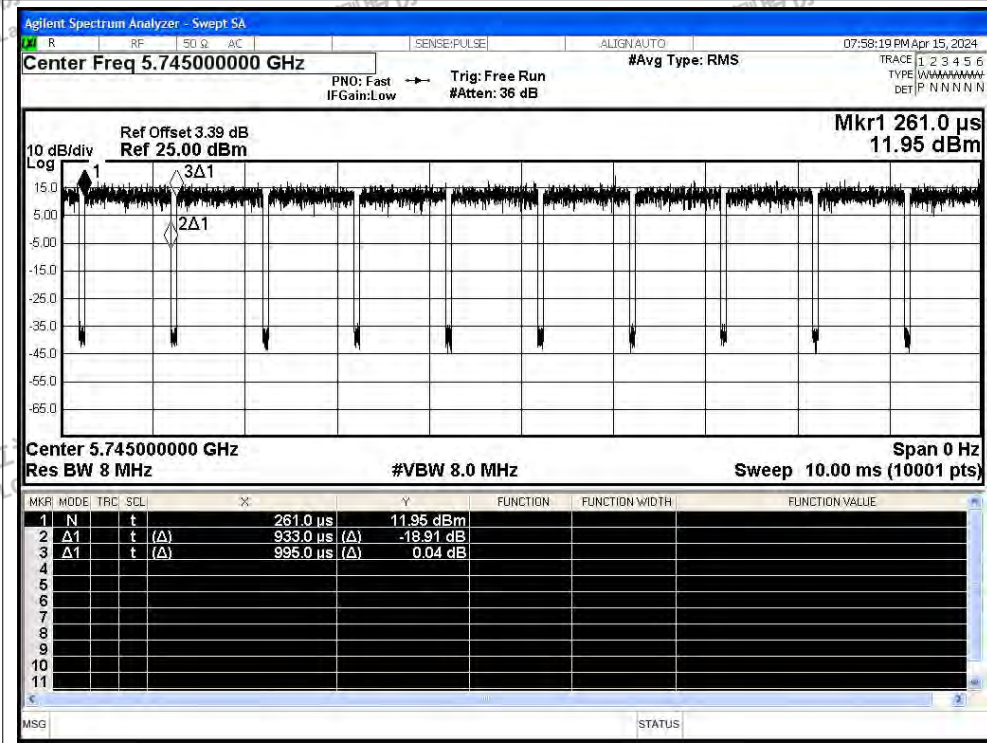 Agilent Spectrum Analyzer - Swept SA
LXI R RF 50 Ω AC SENSE:PULSE ALIGNAUTO 07:58:19 PM Apr 15, 2024
Center Freq 5.745000000 GHz #Avg Type: RMS TRACE 1 2 3 4 5 6
PNO: Fast Trig: Free Run TYPE WWWWWWW
IFGain:Low #Atten: 36 dB DET P N N N N N
Mkr1 261.0 µs
Ref Offset 3.39 dB
10 dB/div Ref 25.00 dBm 11.95 dBm
Log
1 3Δ1
15.0
5.00
2Δ1
-5.00
-15.0
-25.0
-35.0
-45.0
-55.0
-65.0
Center 5.745000000 GHz Span 0 Hz
Res BW 8 MHz #VBW 8.0 MHz Sweep 10.00 ms (10001 pts)
MKR MODE TRC SCL X Y FUNCTION FUNCTION WIDTH FUNCTION VALUE
1 N t 261.0 µs 11.95 dBm
2 Δ1 t (Δ) 933.0 µs (Δ) -18.91 dB
3 Δ1 t (Δ) 995.0 µs (Δ) 0.04 dB
4
5
6
7
8
9
10
11
MSG STATUS